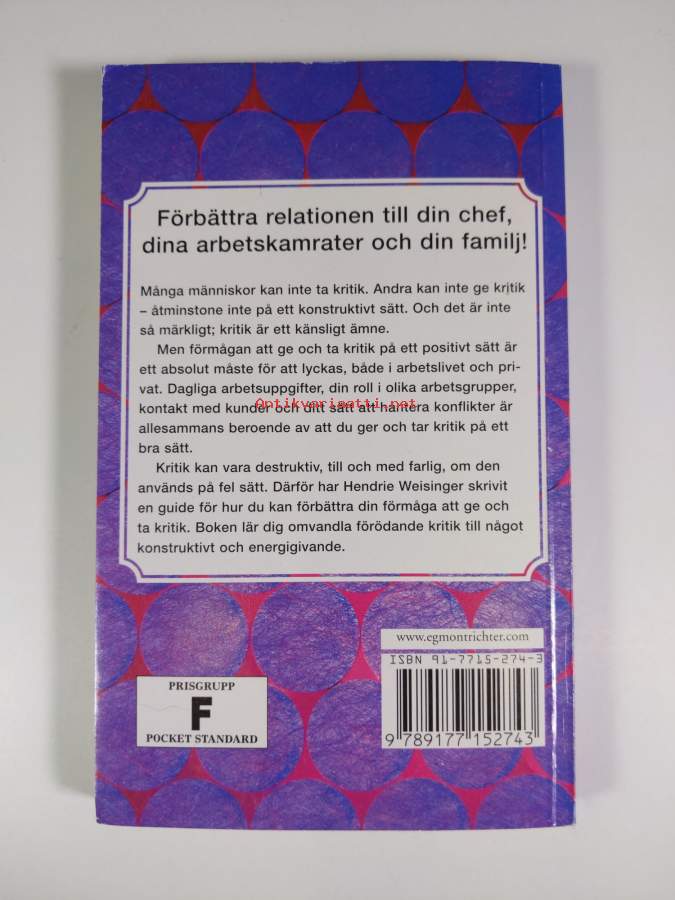 Förbättra relationen till din chef,
dina arbetskamrater och din familj!
Många människor kan inte ta kritik. Andra kan inte ge kritik
– åtminstone inte på ett konstruktivt sätt. Och det är inte
så märkligt; kritik är ett känsligt ämne.
Men förmågan att ge och ta kritik på ett positivt sätt är
ett absolut måste för att lyckas, både i arbetslivet och pri-
vat. Dagliga arbetsuppgifter, din roll i olika arbetsgrupper,
kontakt med kunder och ditt sätt att hantera konflikter är
Antikvariaatti.net
allesammans beroende av att du ger och tar kritik på ett
bra sätt.
Kritik kan vara destruktiv, till och med farlig, om den
används på fel sätt. Därför har Hendrie Weisinger skrivit
en guide för hur du kan förbättra din förmåga att ge och
ta kritik. Boken lär dig omvandla förödande kritik till något
konstruktivt och energigivande.
www.egmontrichter.com
ISBN 91-7715-274-3
9 789177 152743
PRISGRUPP
F
POCKET STANDARD